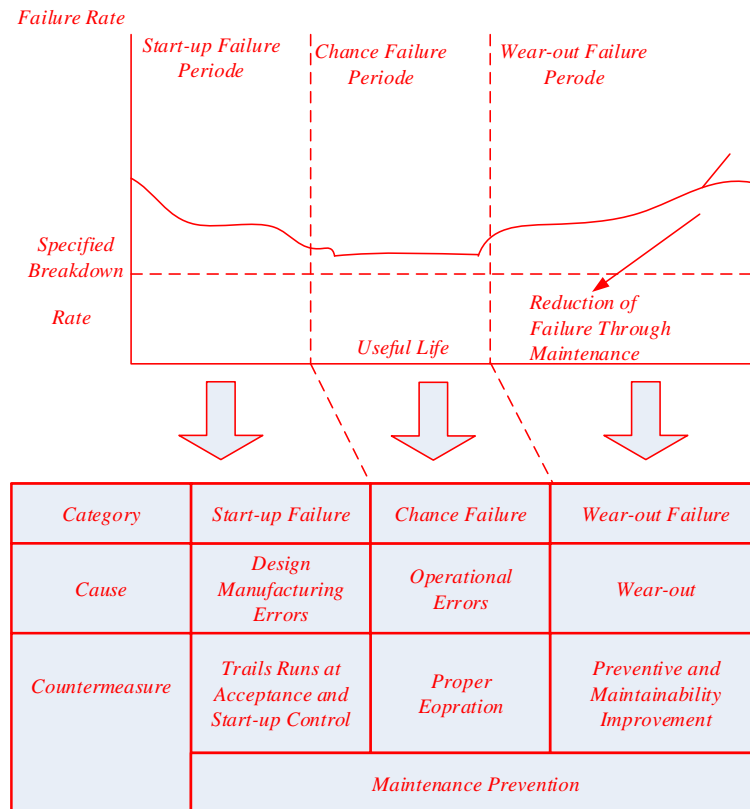 Failure Rate
Start-up Failure
Periode
Chance Failure
Periode
Wear-out Failure
Perode
Specified
Breakdown
Rate
Useful Life
Reduction of
Failure Through
Maintenance
Category
Start-up Failure
Chance Failure
Wear-out Failure
Cause
Design
Manufacturing
Errors
Operational
Errors
Wear-out
Countermeasure
Trails Runs at
Acceptance and
Start-up Control
Proper
Eopration
Preventive and
Maintainability
Improvement
Maintenance Prevention